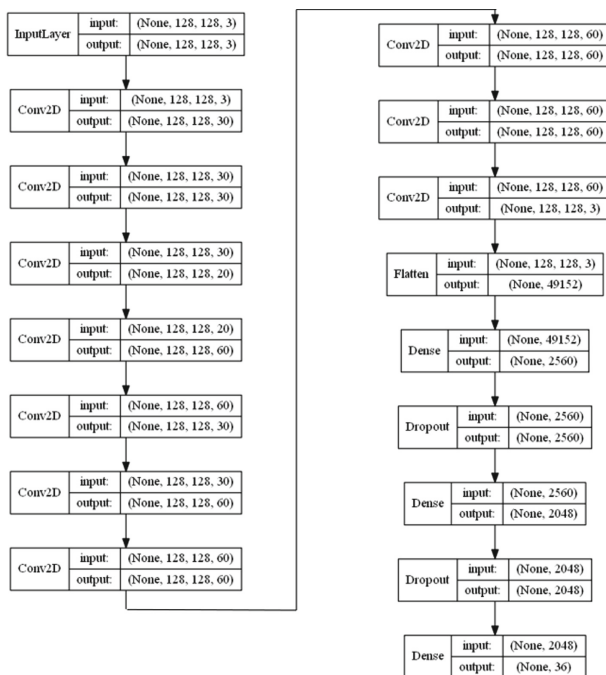 InputLayer input: (None, 128, 128, 3)
output: (None, 128, 128, 3)
Conv2D input: (None, 128, 128, 3)
output: (None, 128, 128, 30)
Conv2D input: (None, 128, 128, 30)
output: (None, 128, 128, 30)
Conv2D input: (None, 128, 128, 30)
output: (None, 128, 128, 20)
Conv2D input: (None, 128, 128, 20)
output: (None, 128, 128, 60)
Conv2D input: (None, 128, 128, 60)
output: (None, 128, 128, 30)
Conv2D input: (None, 128, 128, 30)
output: (None, 128, 128, 60)
Conv2D input: (None, 128, 128, 60)
output: (None, 128, 128, 60)
Conv2D input: (None, 128, 128, 60)
output: (None, 128, 128, 60)
Conv2D input: (None, 128, 128, 60)
output: (None, 128, 128, 60)
Conv2D input: (None, 128, 128, 60)
output: (None, 128, 128, 3)
Flatten input: (None, 128, 128, 3)
output: (None, 49152)
Dense input: (None, 49152)
output: (None, 2560)
Dropout input: (None, 2560)
output: (None, 2560)
Dense input: (None, 2560)
output: (None, 2048)
Dropout input: (None, 2048)
output: (None, 2048)
Dense input: (None, 2048)
output: (None, 36)